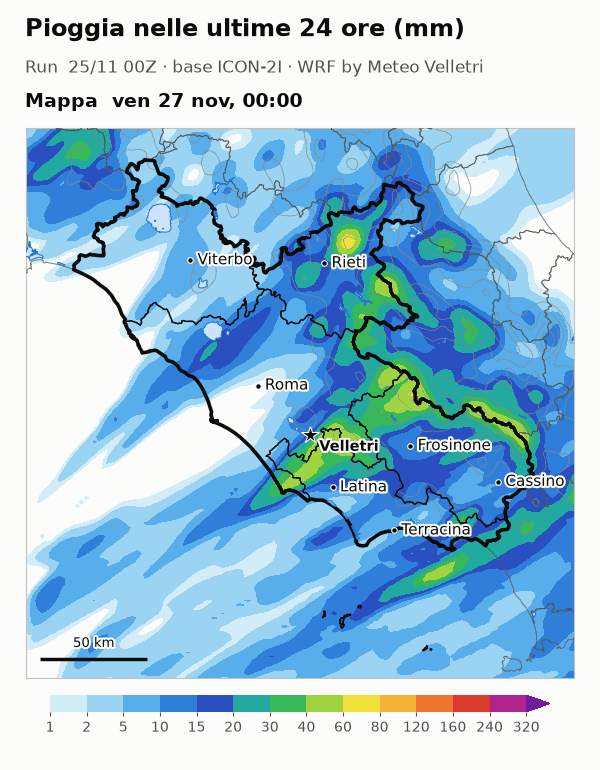 Pioggia nelle ultime 24 ore (mm)
Run  25/11 00Z · base ICON-2I · WRF by Meteo Velletri
Mappa  ven 27 nov, 00:00
Viterbo
Rieti
Roma
Velletri
Frosinone
Latina
Cassino
Terracina
50 km
1 2 5 10 15 20 30 40 60 80 120 160 240 320